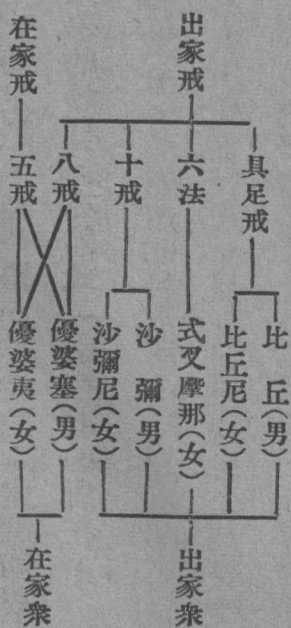 出家戒
在家戒
具足戒
六法
十戒
八戒
五戒
比丘(男)
比丘尼(女)
式叉摩那(女)
沙彌(男)
沙彌尼(女)
優婆塞(男)
優婆夷(女)
出家衆
在家衆